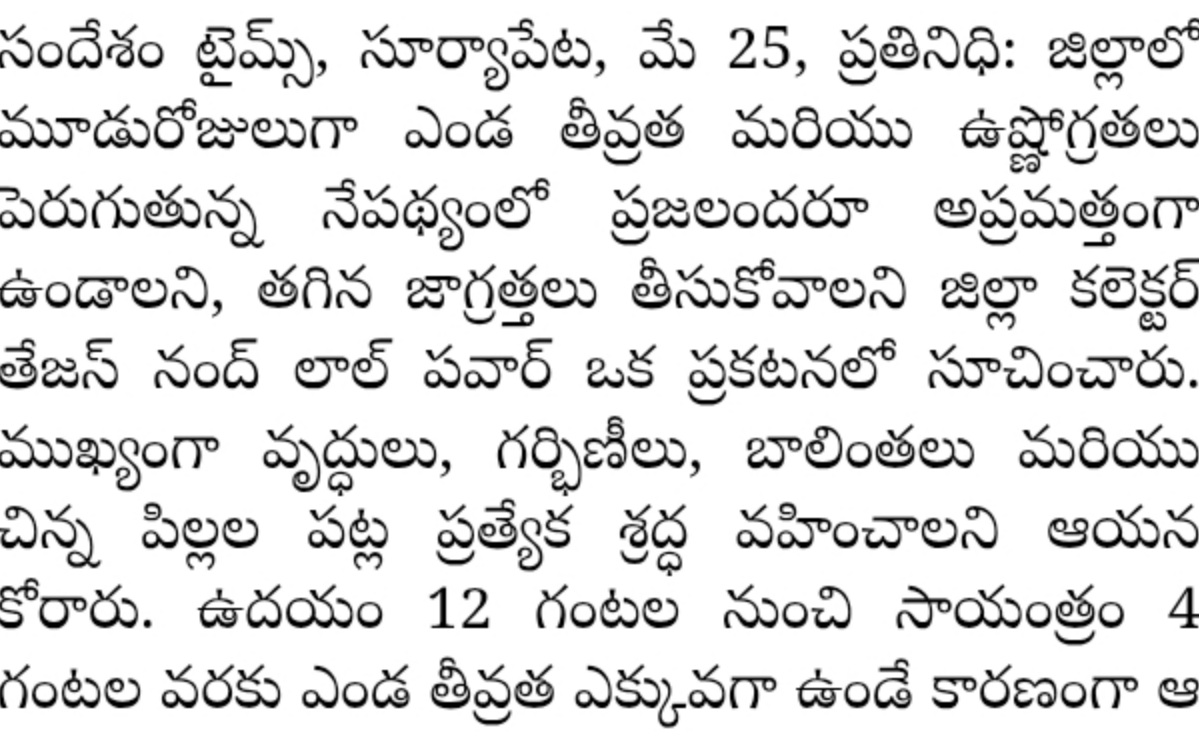 సందేశం టైమ్స్, సూర్యాపేట, మే 25, ప్రతినిధి: జిల్లాలో
మూడురోజులుగా ఎండ తీవ్రత మరియు ఉష్ణోగ్రతలు
పెరుగుతున్న నేపథ్యంలో ప్రజలందరూ అప్రమత్తంగా
ఉండాలని, తగిన జాగ్రత్తలు తీసుకోవాలని జిల్లా కలెక్టర్
తేజస్ నంద్ లాల్ పవార్ ఒక ప్రకటనలో సూచించారు.
ముఖ్యంగా వృద్ధులు, గర్భిణీలు, బాలింతలు మరియు
చిన్న పిల్లల పట్ల ప్రత్యేక శ్రద్ధ వహించాలని ఆయన
కోరారు. ఉదయం 12 గంటల నుంచి సాయంత్రం 4
గంటల వరకు ఎండ తీవ్రత ఎక్కువగా ఉండే కారణంగా ఆ